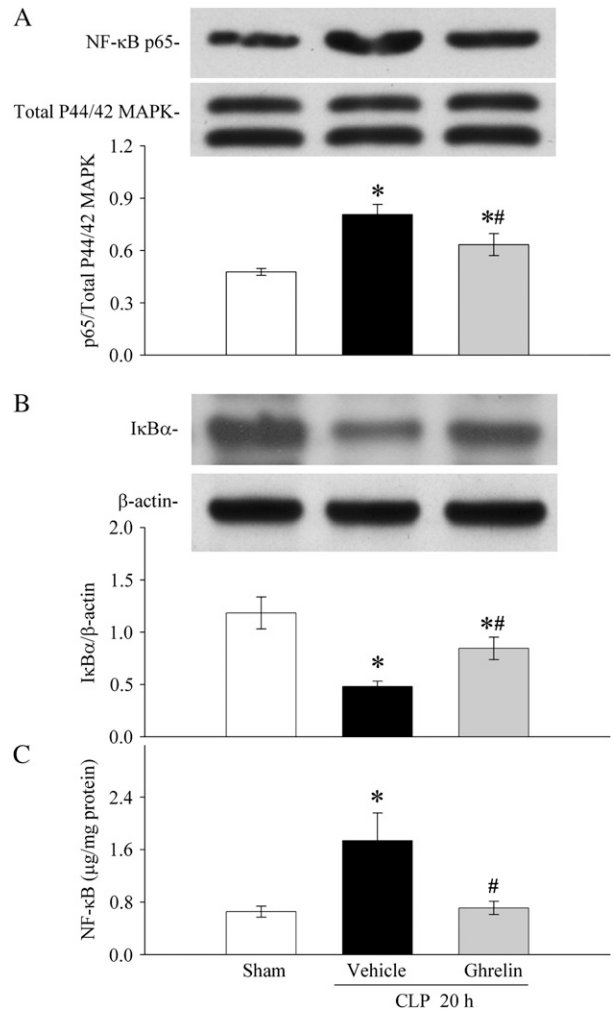 A
NF-κB p65-
Total P44/42 MAPK-
p65/Total P44/42 MAPK
1.2
0.9
0.6
0.3
0.0
*
*#
B
IκBα-
β-actin-
IκBα/β-actin
2.0
1.5
1.0
0.5
0.0
*
*#
C
NF-κB (μg/mg protein)
2.4
1.6
0.8
0.0
*
#
Sham Vehicle Ghrelin
CLP 20 h